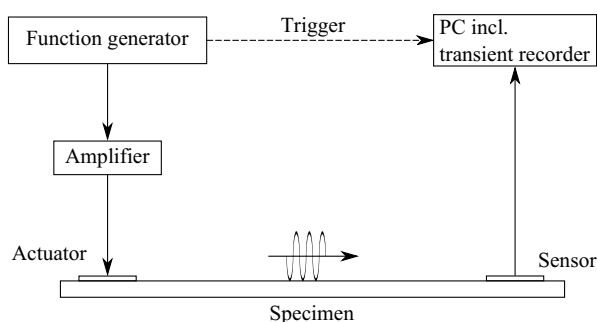 Function generator
Trigger
PC incl.
transient recorder
Amplifier
Actuator
Sensor
Specimen